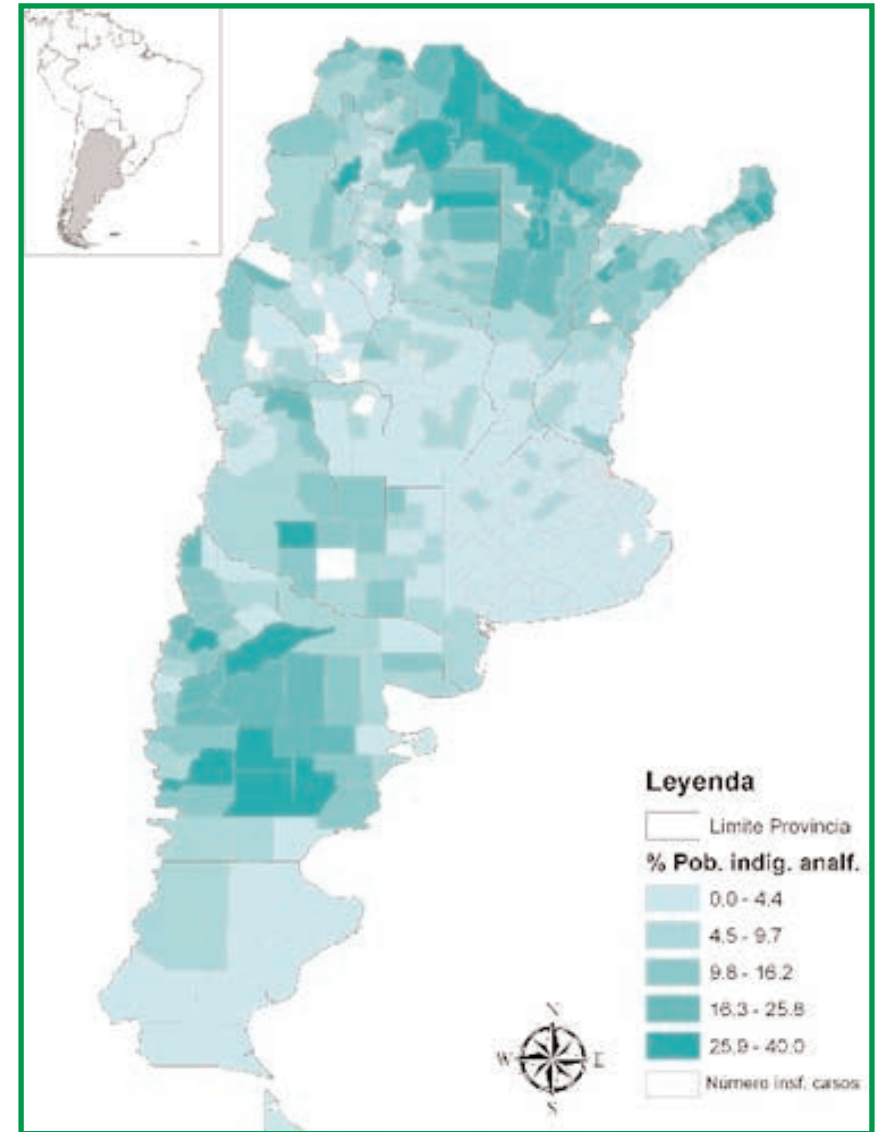 Leyenda
Limite Provincia
% Pob. indig. analf.
0.0 - 4.4
4.5 - 9.7
9.8 - 16.2
16.3 - 25.8
25.9 - 40.0
Número insf. casos
N
W E
S